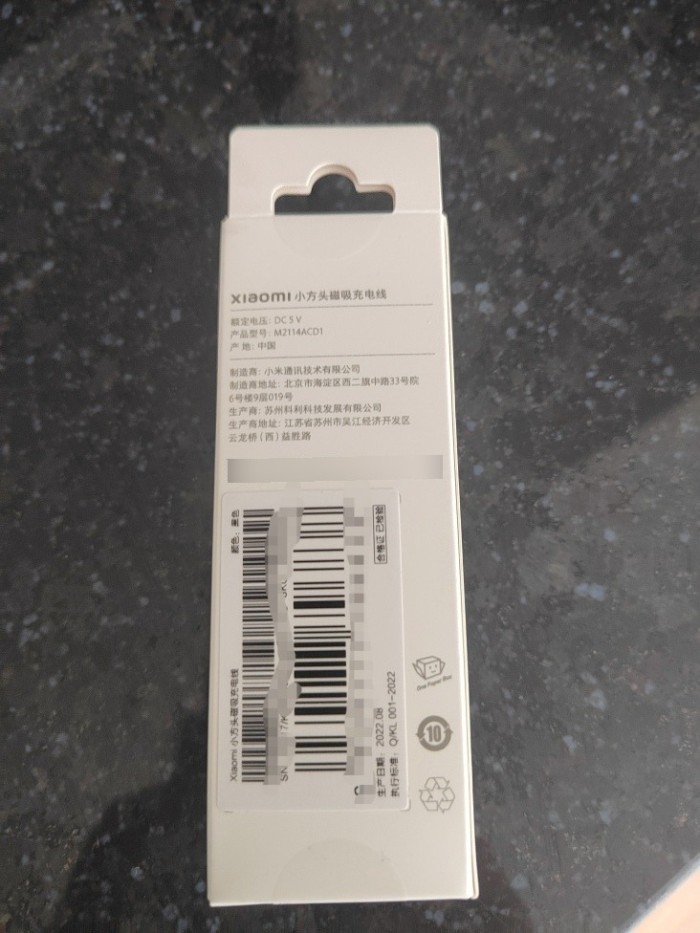 xiaomi 小方头磁吸充电线
额定电压: DC 5 V
产品型号: M2114ACD1
产 地: 中国
制造商: 小米通讯技术有限公司
制造商地址: 北京市海淀区西二旗中路33号院
6号楼9层019号
生产商: 苏州科利科技发展有限公司
生产商地址: 江苏省苏州市吴江经济开发区
云龙桥（西）益胜路
Xiaomi 小方头磁吸充电线
颜色: 黑色
SN
17/K
生产日期: 2022.08
执行标准: Q/KL 001-2022
合格证 已检验
One Paper Box
10